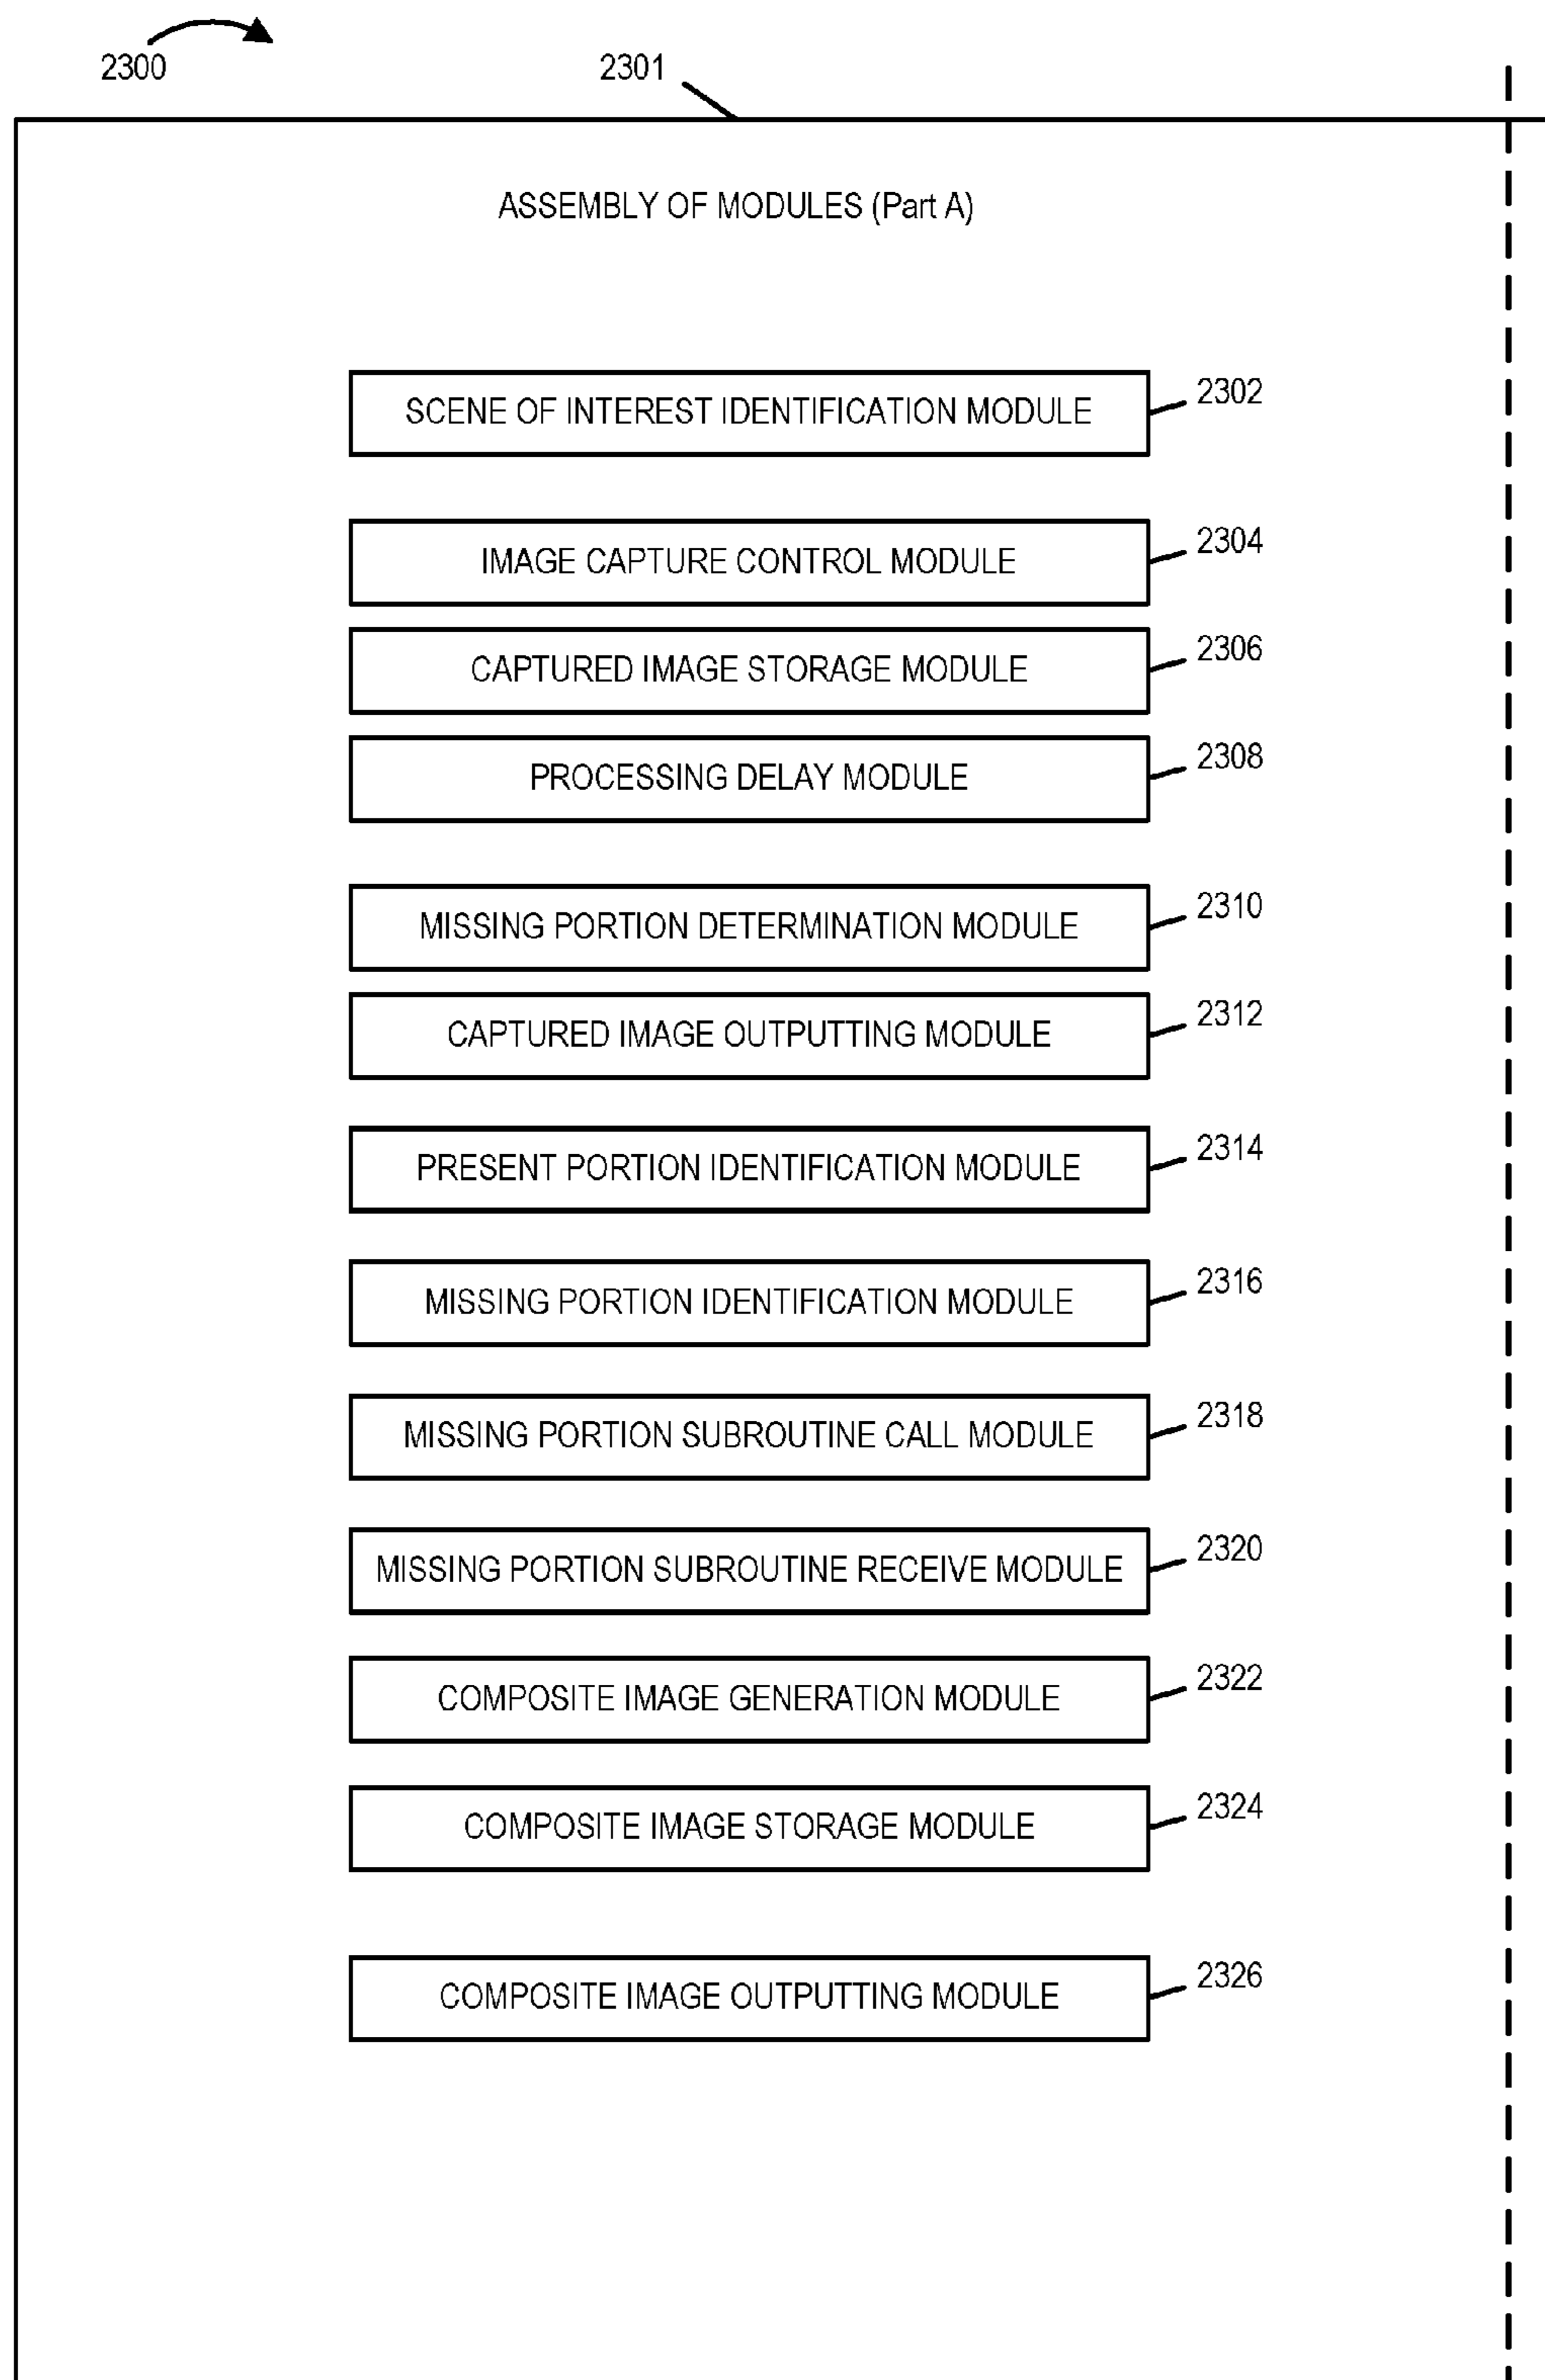 2300
2301
ASSEMBLY OF MODULES (Part A)
SCENE OF INTEREST IDENTIFICATION MODULE
2302
IMAGE CAPTURE CONTROL MODULE
2304
CAPTURED IMAGE STORAGE MODULE
2306
PROCESSING DELAY MODULE
2308
MISSING PORTION DETERMINATION MODULE
2310
CAPTURED IMAGE OUTPUTTING MODULE
2312
PRESENT PORTION IDENTIFICATION MODULE
2314
MISSING PORTION IDENTIFICATION MODULE
2316
MISSING PORTION SUBROUTINE CALL MODULE
2318
MISSING PORTION SUBROUTINE RECEIVE MODULE
2320
COMPOSITE IMAGE GENERATION MODULE
2322
COMPOSITE IMAGE STORAGE MODULE
2324
COMPOSITE IMAGE OUTPUTTING MODULE
2326